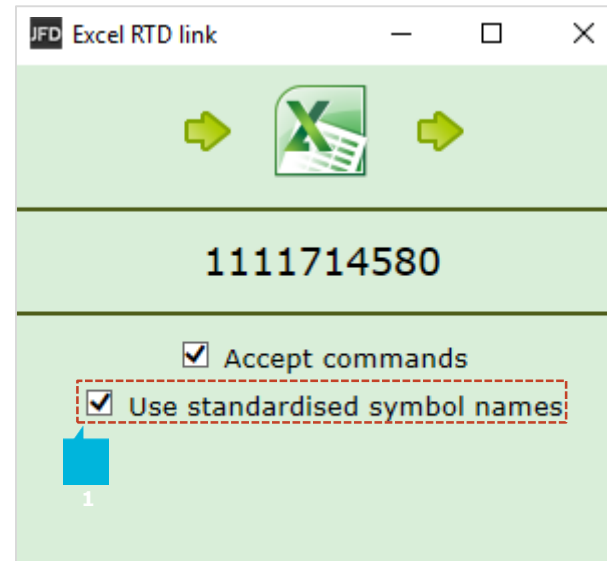 JFD Excel RTD link
1111714580
Accept commands
Use standardised symbol names
1